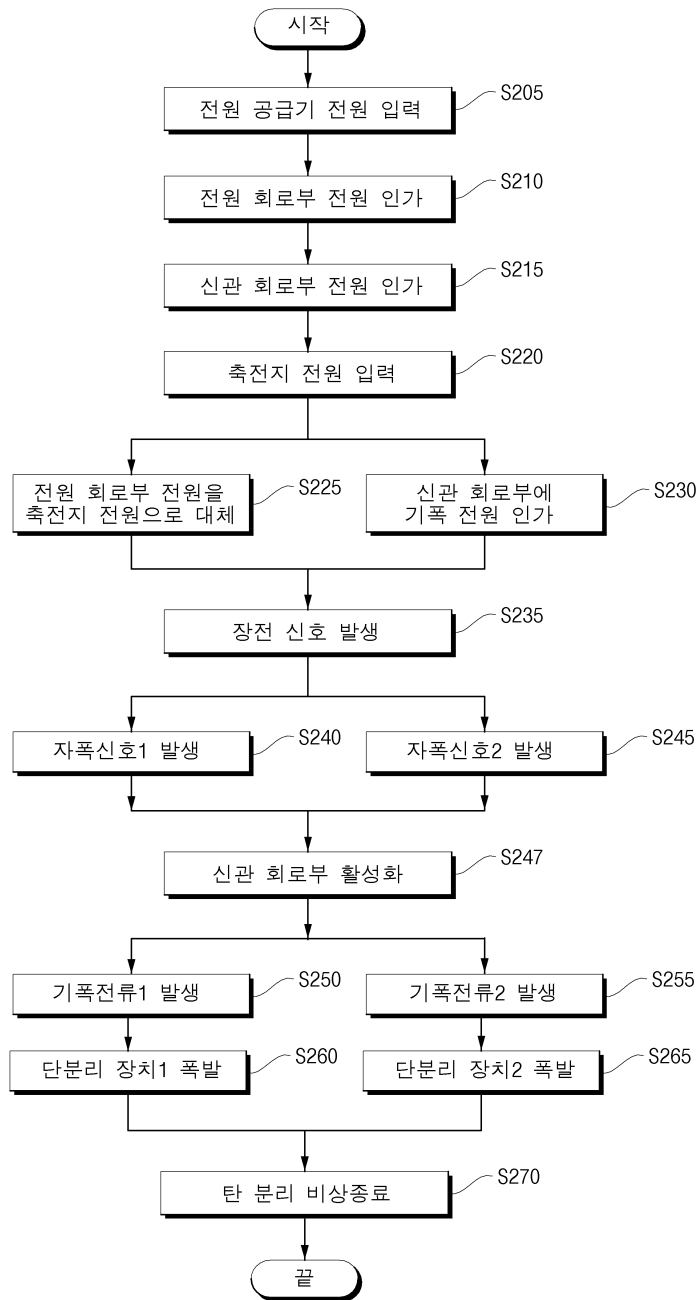 시작
전원 공급기 전원 입력
S205
전원 회로부 전원 인가
S210
신관 회로부 전원 인가
S215
축전지 전원 입력
S220
전원 회로부 전원을
축전지 전원으로 대체
S225
신관 회로부에
기폭 전원 인가
S230
장전 신호 발생
S235
자폭신호1 발생
S240
자폭신호2 발생
S245
신관 회로부 활성화
S247
기폭전류1 발생
S250
기폭전류2 발생
S255
단분리 장치1 폭발
S260
단분리 장치2 폭발
S265
탄 분리 비상종료
S270
끝